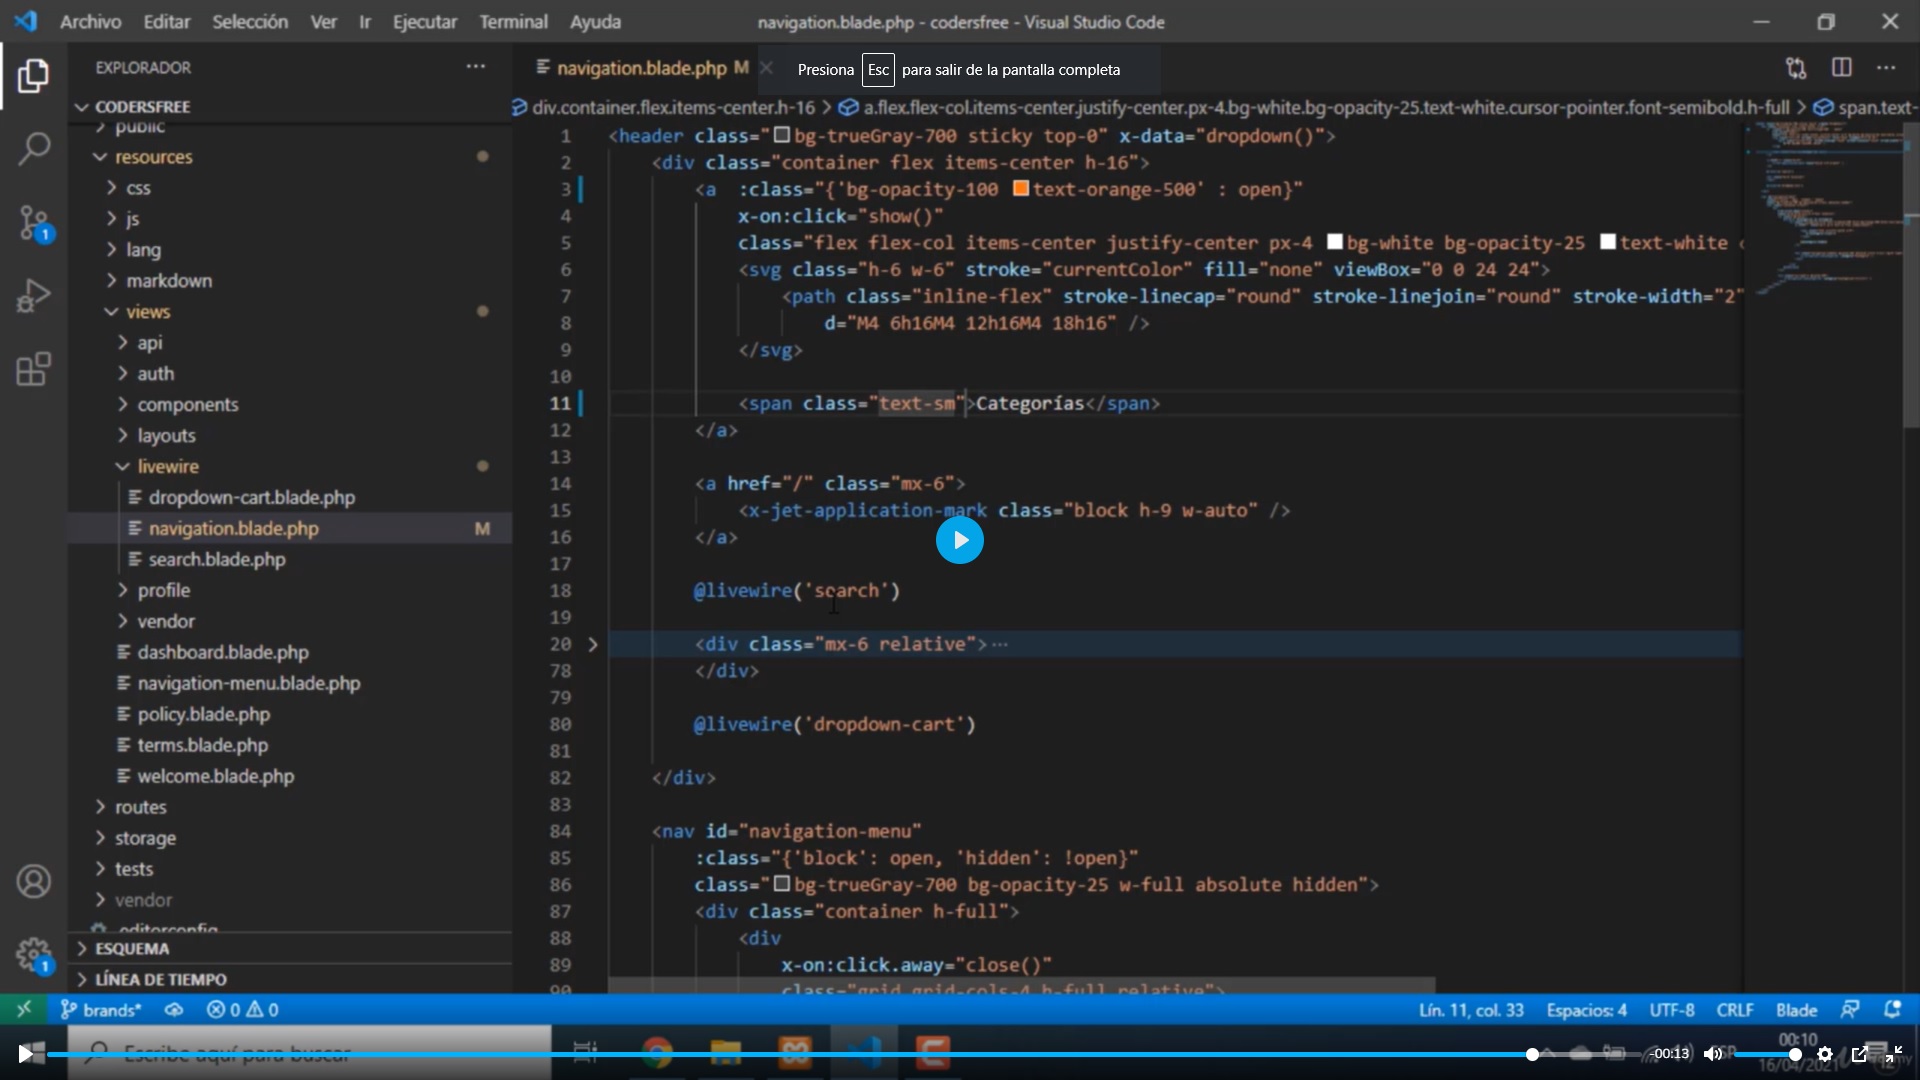 Archivo Editar Selección Ver Ir Ejecutar Terminal Ayuda
navigation.blade.php - codersfree - Visual Studio Code
EXPLORADOR
navigation.blade.php M
Presiona Esc para salir de la pantalla completa
CODERSFREE
div.container.flex.items-center.h-16 > a.flex.flex-col.items-center.justify-center.px-4.bg-white.bg-opacity-25.text-white.cursor-pointer.font-semibold.h-full > span.text-
public
resources
css
js
lang
markdown
views
api
auth
components
layouts
livewire
dropdown-cart.blade.php
navigation.blade.php M
search.blade.php
profile
vendor
dashboard.blade.php
navigation-menu.blade.php
policy.blade.php
terms.blade.php
welcome.blade.php
routes
storage
tests
vendor
.editorconfig
ESQUEMA
LÍNEA DE TIEMPO
1 <header class="bg-trueGray-700 sticky top-0" x-data="dropdown()">
2 <div class="container flex items-center h-16">
3 <a :class="{'bg-opacity-100 text-orange-500' : open}"
4 x-on:click="show()"
5 class="flex flex-col items-center justify-center px-4 bg-white bg-opacity-25 text-white
6 <svg class="h-6 w-6" stroke="currentColor" fill="none" viewBox="0 0 24 24">
7 <path class="inline-flex" stroke-linecap="round" stroke-linejoin="round" stroke-width="2"
8 d="M4 6h16M4 12h16M4 18h16" />
9 </svg>
10
11 <span class="text-sm">Categorías</span>
12 </a>
13
14 <a href="/" class="mx-6">
15 <x-jet-application-mark class="block h-9 w-auto" />
16 </a>
17
18 @livewire('search')
19
20 <div class="mx-6 relative">···
78 </div>
79
80 @livewire('dropdown-cart')
81
82 </div>
83
84 <nav id="navigation-menu"
85 :class="{'block': open, 'hidden': !open}"
86 class="bg-trueGray-700 bg-opacity-25 w-full absolute hidden">
87 <div class="container h-full">
88 <div
89 x-on:click.away="close()"
90 class="grid grid-cols-4 h-full relative">
1
1
brands* 0 0
Lín. 11, col. 33 Espacios: 4 UTF-8 CRLF Blade
Escribe aquí para buscar
-00:13
ESP
00:10
16/04/2021
12